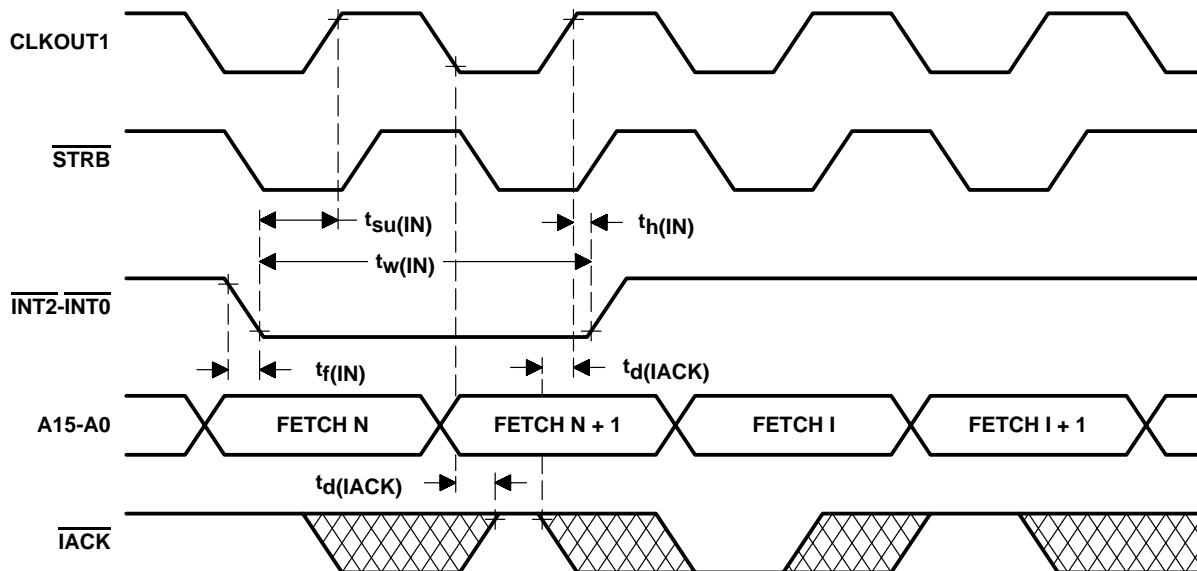 CLKOUT1
STRB
tsu(IN)
th(IN)
tw(IN)
INT2-INT0
tf(IN)
td(IACK)
A15-A0
FETCH N
FETCH N + 1
FETCH I
FETCH I + 1
td(IACK)
IACK